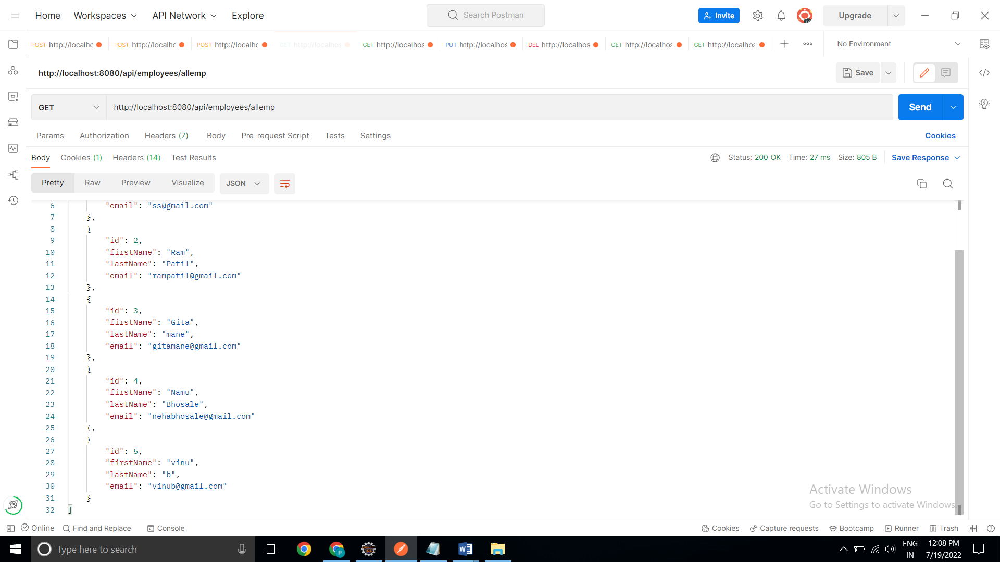 Home Workspaces API Network Explore Search Postman Invite Upgrade
POST http://localhc POST http://localhc POST http://localhc GET http://localhos GET http://localhos PUT http://localhos DEL http://localhos GET http://localhos GET http://localhos No Environment
http://localhost:8080/api/employees/allemp Save
GET http://localhost:8080/api/employees/allemp Send
Params Authorization Headers (7) Body Pre-request Script Tests Settings Cookies
Body Cookies (1) Headers (14) Test Results Status: 200 OK Time: 27 ms Size: 805 B Save Response
Pretty Raw Preview Visualize JSON
6 "email": "ss@gmail.com"
7 },
8 {
9 "id": 2,
10 "firstName": "Ram",
11 "lastName": "Patil",
12 "email": "rampatil@gmail.com"
13 },
14 {
15 "id": 3,
16 "firstName": "Gita",
17 "lastName": "mane",
18 "email": "gitamane@gmail.com"
19 },
20 {
21 "id": 4,
22 "firstName": "Namu",
23 "lastName": "Bhosale",
24 "email": "nehabhosale@gmail.com"
25 },
26 {
27 "id": 5,
28 "firstName": "vinu",
29 "lastName": "b",
30 "email": "vinub@gmail.com"
31 }
32 ]
Activate Windows
Go to Settings to activate Windows.
Online Find and Replace Console Cookies Capture requests Bootcamp Runner Trash
Type here to search ENG 12:08 PM
IN 7/19/2022